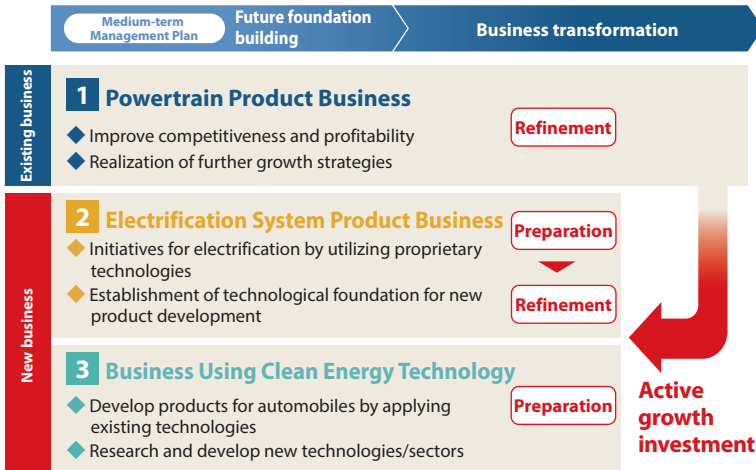 Medium-term
Management Plan
Future foundation
building
Business transformation
Existing business
1 Powertrain Product Business
◆ Improve competitiveness and profitability
◆ Realization of further growth strategies
Refinement
New business
2 Electrification System Product Business
◆ Initiatives for electrification by utilizing proprietary
technologies
◆ Establishment of technological foundation for new
product development
Preparation
Refinement
3 Business Using Clean Energy Technology
◆ Develop products for automobiles by applying
existing technologies
◆ Research and develop new technologies/sectors
Preparation
Active
growth
investment